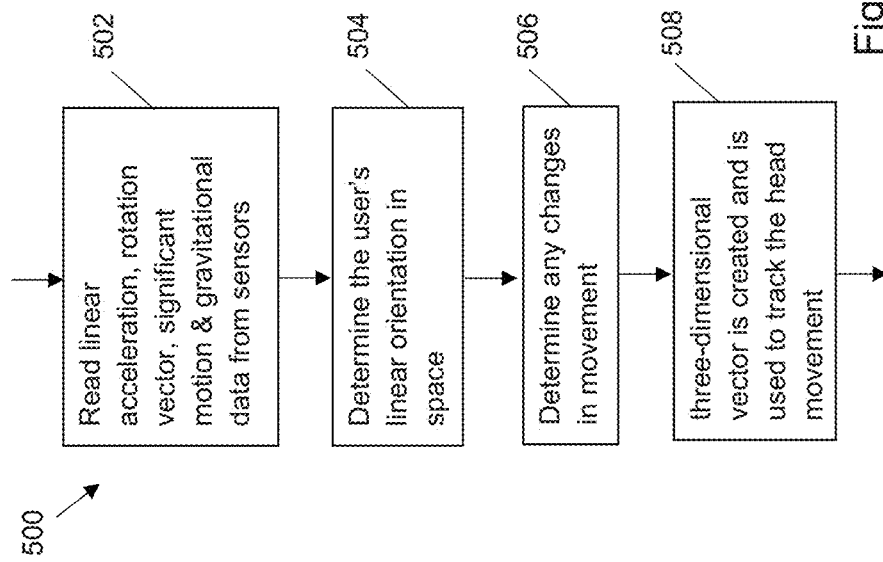 500
502
Read linear
acceleration, rotation
vector, significant
motion & gravitational
data from sensors
504
Determine the user's
linear orientation in
space
506
Determine any changes
in movement
508
three-dimensional
vector is created and is
used to track the head
movement
Fig